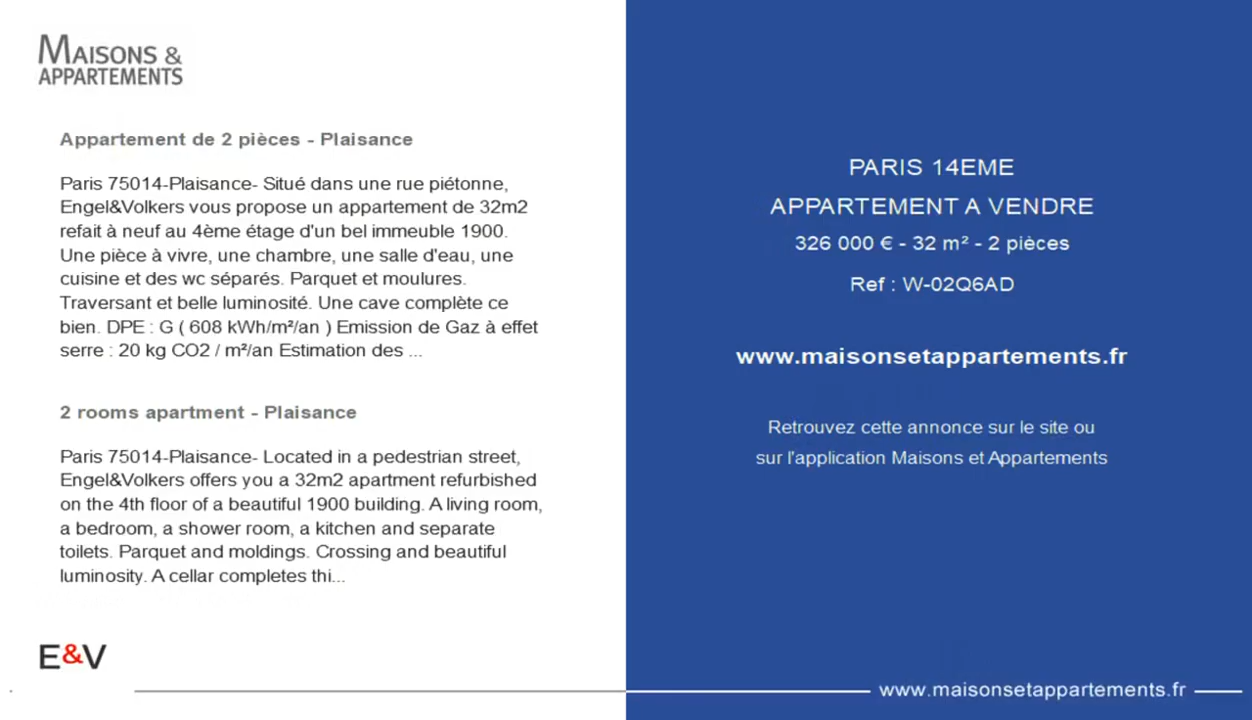 MAISONS &
APPARTEMENTS
Appartement de 2 pièces - Plaisance
Paris 75014-Plaisance- Situé dans une rue piétonne,
Engel&Volkers vous propose un appartement de 32m2
refait à neuf au 4ème étage d'un bel immeuble 1900.
Une pièce à vivre, une chambre, une salle d'eau, une
cuisine et des wc séparés. Parquet et moulures.
Traversant et belle luminosité. Une cave complète ce
bien. DPE : G ( 608 kWh/m²/an ) Emission de Gaz à effet
serre : 20 kg CO2 / m²/an Estimation des ...
2 rooms apartment - Plaisance
Paris 75014-Plaisance- Located in a pedestrian street,
Engel&Volkers offers you a 32m2 apartment refurbished
on the 4th floor of a beautiful 1900 building. A living room,
a bedroom, a shower room, a kitchen and separate
toilets. Parquet and moldings. Crossing and beautiful
luminosity. A cellar completes thi...
E&V
PARIS 14EME
APPARTEMENT A VENDRE
326 000 € - 32 m² - 2 pièces
Ref : W-02Q6AD
www.maisonsetappartements.fr
Retrouvez cette annonce sur le site ou
sur l'application Maisons et Appartements
www.maisonsetappartements.fr